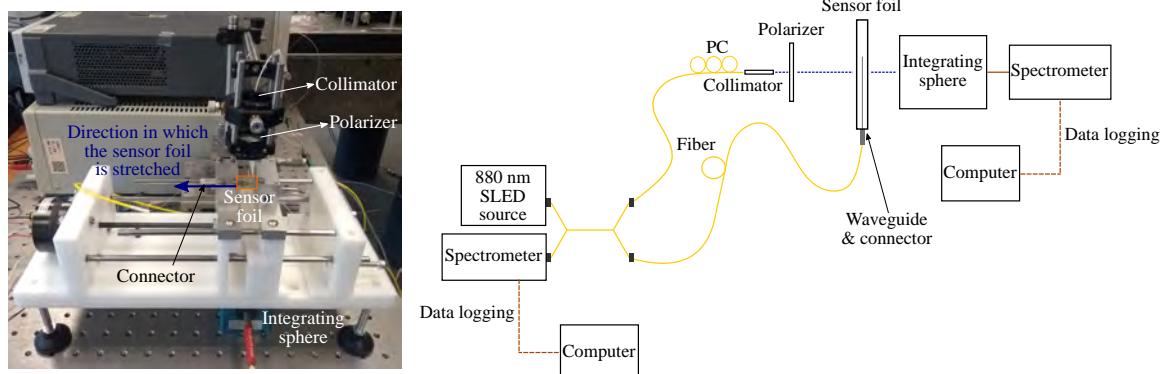 Collimator
Polarizer
Direction in which
the sensor foil
is stretched
Sensor
foil
Connector
Integrating
sphere
Sensor foil
Polarizer
PC
Collimator
Integrating
sphere
Spectrometer
Data logging
Fiber
Computer
880 nm
SLED
source
Waveguide
& connector
Spectrometer
Data logging
Computer